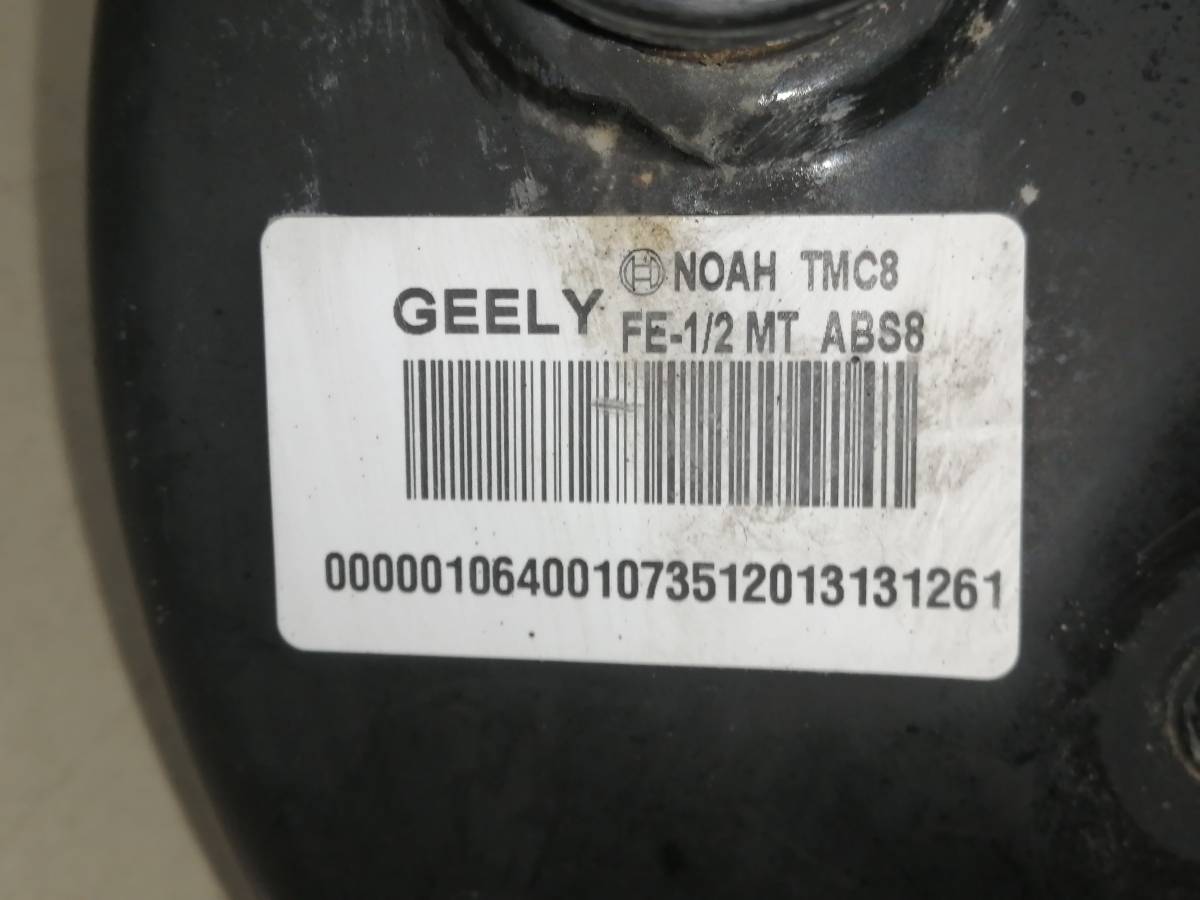 GEELY
NOAH TMC8
FE-1/2 MT ABS8
000001064001073512013131261